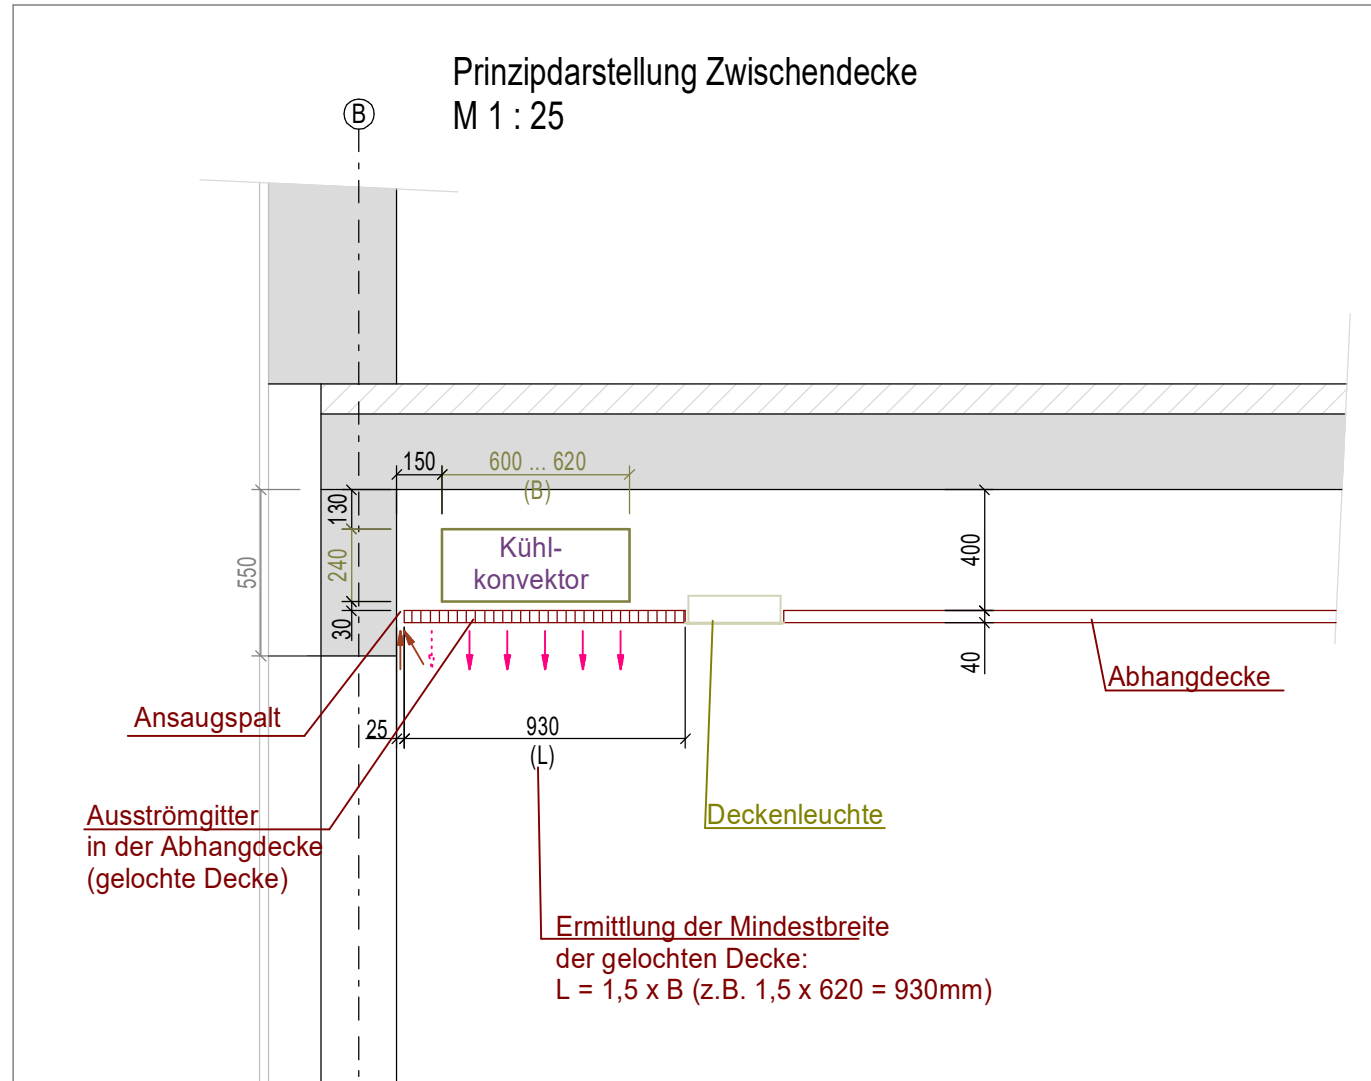 Prinzipdarstellung Zwischendecke
M 1 : 25
B
150
600 ... 620
(B)
130
240
30
550
Kühl-
konvektor
400
40
Abhangdecke
Ansaugspalt
25
930
(L)
Ausströmgitter
in der Abhangdecke
(gelochte Decke)
Deckenleuchte
Ermittlung der Mindestbreite
der gelochten Decke:
L = 1,5 x B (z.B. 1,5 x 620 = 930mm)